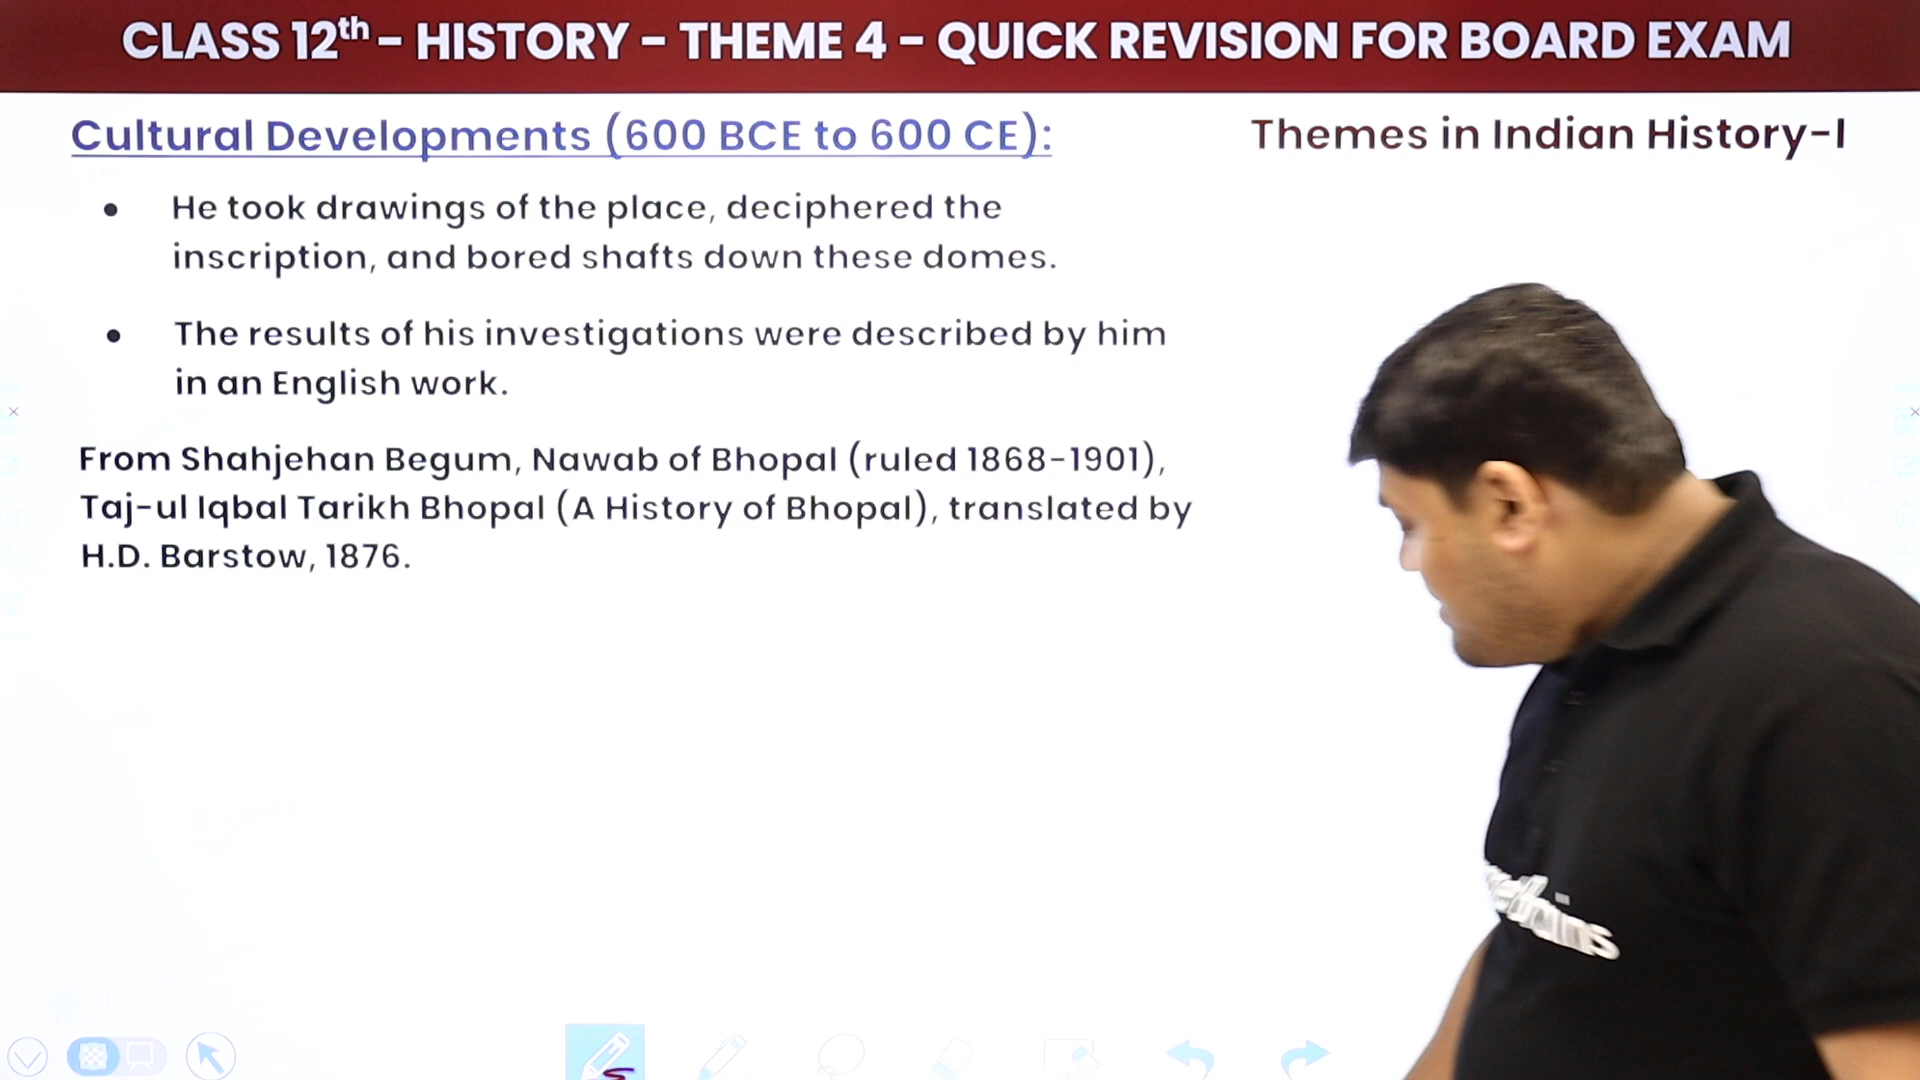 CLASS 12th - HISTORY - THEME 4 - QUICK REVISION FOR BOARD EXAM
Cultural Developments (600 BCE to 600 CE):
Themes in Indian History-I
• He took drawings of the place, deciphered the
inscription, and bored shafts down these domes.
• The results of his investigations were described by him
in an English work.
From Shahjehan Begum, Nawab of Bhopal (ruled 1868-1901),
Taj-ul Iqbal Tarikh Bhopal (A History of Bhopal), translated by
H.D. Barstow, 1876.